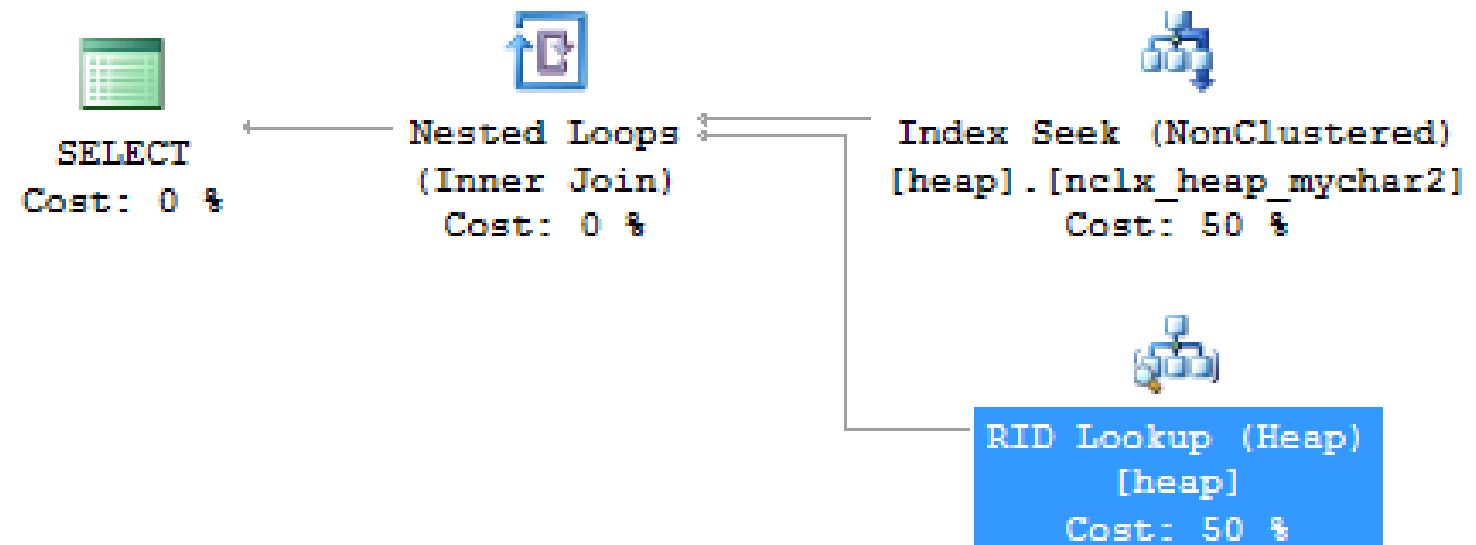 SELECT
Cost: 0 %
Nested Loops
(Inner Join)
Cost: 0 %
Index Seek (NonClustered)
[heap].[nclx_heap_mychar2]
Cost: 50 %
RID Lookup (Heap)
[heap]
Cost: 50 %